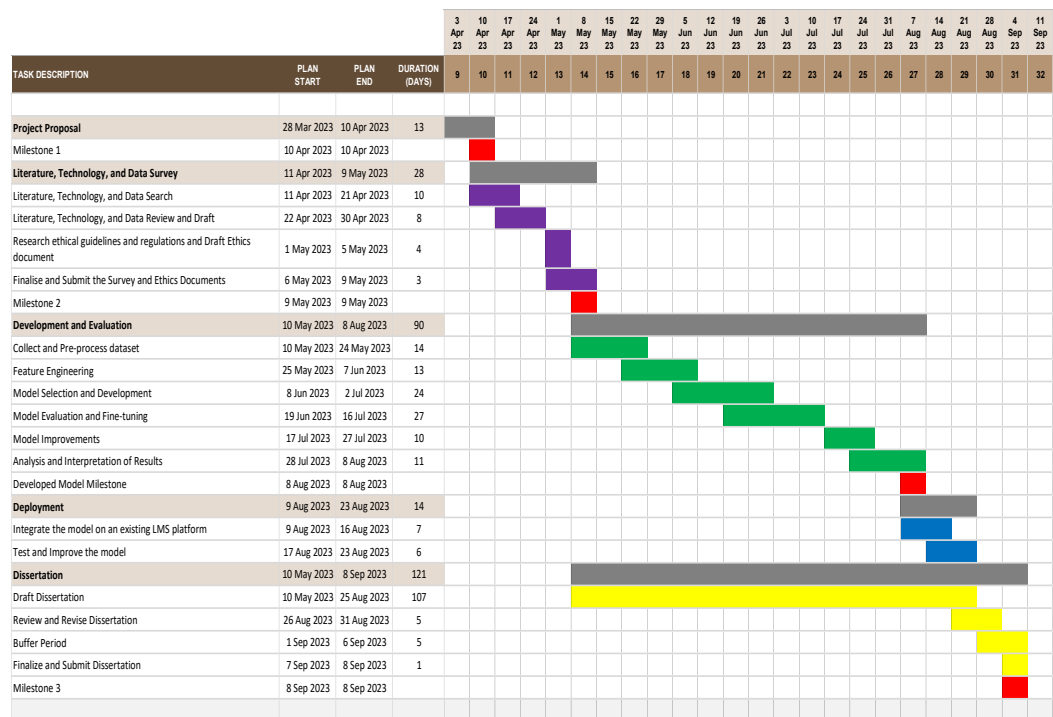 3 10 17 24 1 8 15 22 29 5 12 19 26 3 10 17 24 31 7 14 21 28 4 11
Apr Apr Apr Apr May May May May May Jun Jun Jun Jun Jul Jul Jul Jul Jul Aug Aug Aug Aug Sep Sep
23 23 23 23 23 23 23 23 23 23 23 23 23 23 23 23 23 23 23 23 23 23 23 23
TASK DESCRIPTION PLAN START PLAN END DURATION (DAYS) 9 10 11 12 13 14 15 16 17 18 19 20 21 22 23 24 25 26 27 28 29 30 31 32
Project Proposal 28 Mar 2023 10 Apr 2023 13
Milestone 1 10 Apr 2023 10 Apr 2023
Literature, Technology, and Data Survey 11 Apr 2023 9 May 2023 28
Literature, Technology, and Data Search 11 Apr 2023 21 Apr 2023 10
Literature, Technology, and Data Review and Draft 22 Apr 2023 30 Apr 2023 8
Research ethical guidelines and regulations and Draft Ethics
document 1 May 2023 5 May 2023 4
Finalise and Submit the Survey and Ethics Documents 6 May 2023 9 May 2023 3
Milestone 2 9 May 2023 9 May 2023
Development and Evaluation 10 May 2023 8 Aug 2023 90
Collect and Pre-process dataset 10 May 2023 24 May 2023 14
Feature Engineering 25 May 2023 7 Jun 2023 13
Model Selection and Development 8 Jun 2023 2 Jul 2023 24
Model Evaluation and Fine-tuning 19 Jun 2023 16 Jul 2023 27
Model Improvements 17 Jul 2023 27 Jul 2023 10
Analysis and Interpretation of Results 28 Jul 2023 8 Aug 2023 11
Developed Model Milestone 8 Aug 2023 8 Aug 2023
Deployment 9 Aug 2023 23 Aug 2023 14
Integrate the model on an existing LMS platform 9 Aug 2023 16 Aug 2023 7
Test and Improve the model 17 Aug 2023 23 Aug 2023 6
Dissertation 10 May 2023 8 Sep 2023 121
Draft Dissertation 10 May 2023 25 Aug 2023 107
Review and Revise Dissertation 26 Aug 2023 31 Aug 2023 5
Buffer Period 1 Sep 2023 6 Sep 2023 5
Finalize and Submit Dissertation 7 Sep 2023 8 Sep 2023 1
Milestone 3 8 Sep 2023 8 Sep 2023